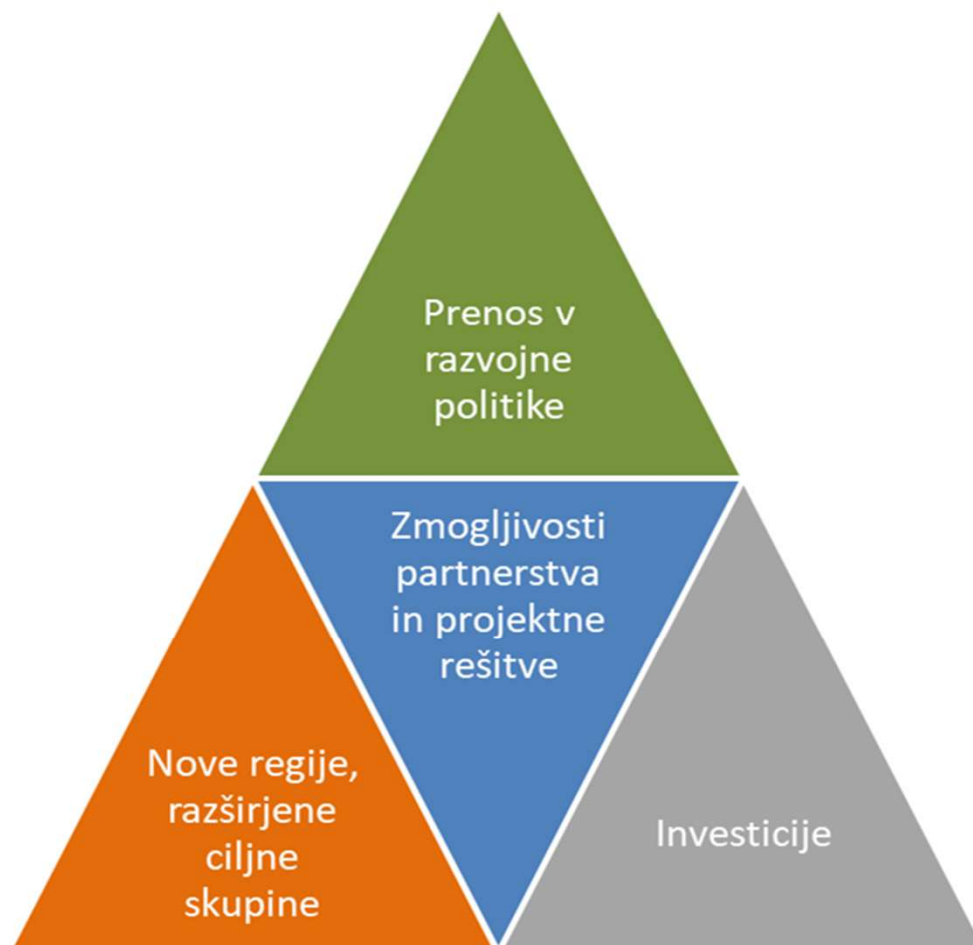 Prenos v
razvojne
politike
Zmogljivosti
partnerstva
in projektne
rešitve
Nove regije,
razširjene
ciljne
skupine
Investicije